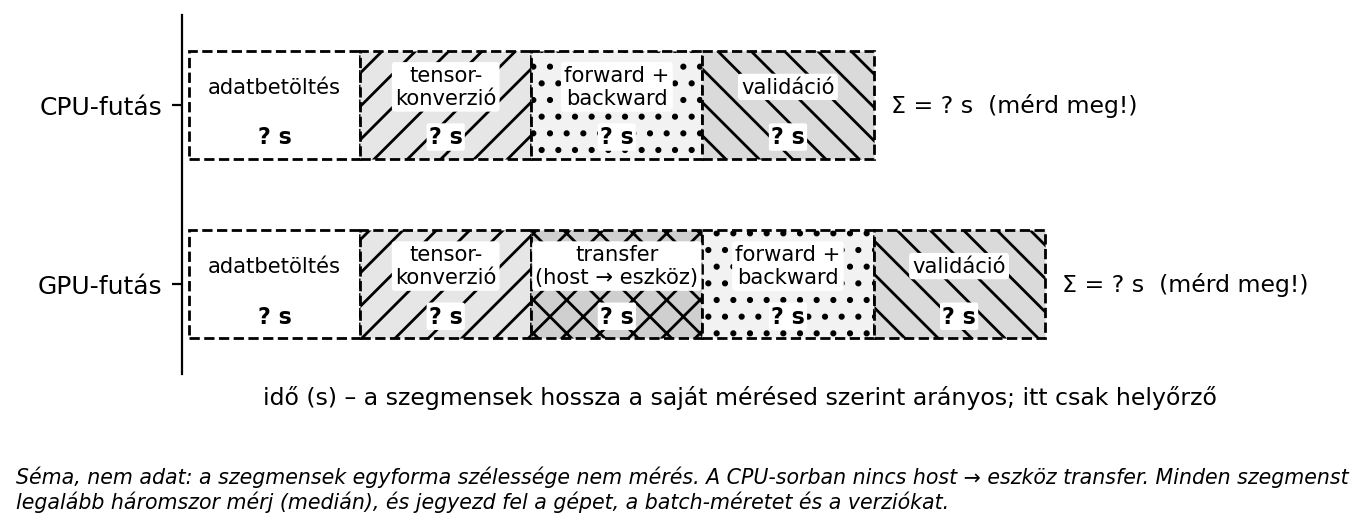 CPU-futás
adatbetöltés
? s
tensor-
konverzió
? s
forward +
backward
? s
validáció
? s
Σ = ? s (mérd meg!)
GPU-futás
adatbetöltés
? s
tensor-
konverzió
? s
transfer
(host → eszköz)
? s
forward +
backward
? s
validáció
? s
Σ = ? s (mérd meg!)
idő (s) – a szegmensek hossza a saját mérésed szerint arányos; itt csak helyőrző
Séma, nem adat: a szegmensek egyforma szélessége nem mérés. A CPU-sorban nincs host → eszköz transfer. Minden szegmenst
legalább háromszor mérj (medián), és jegyezd fel a gépet, a batch-méretet és a verziókat.